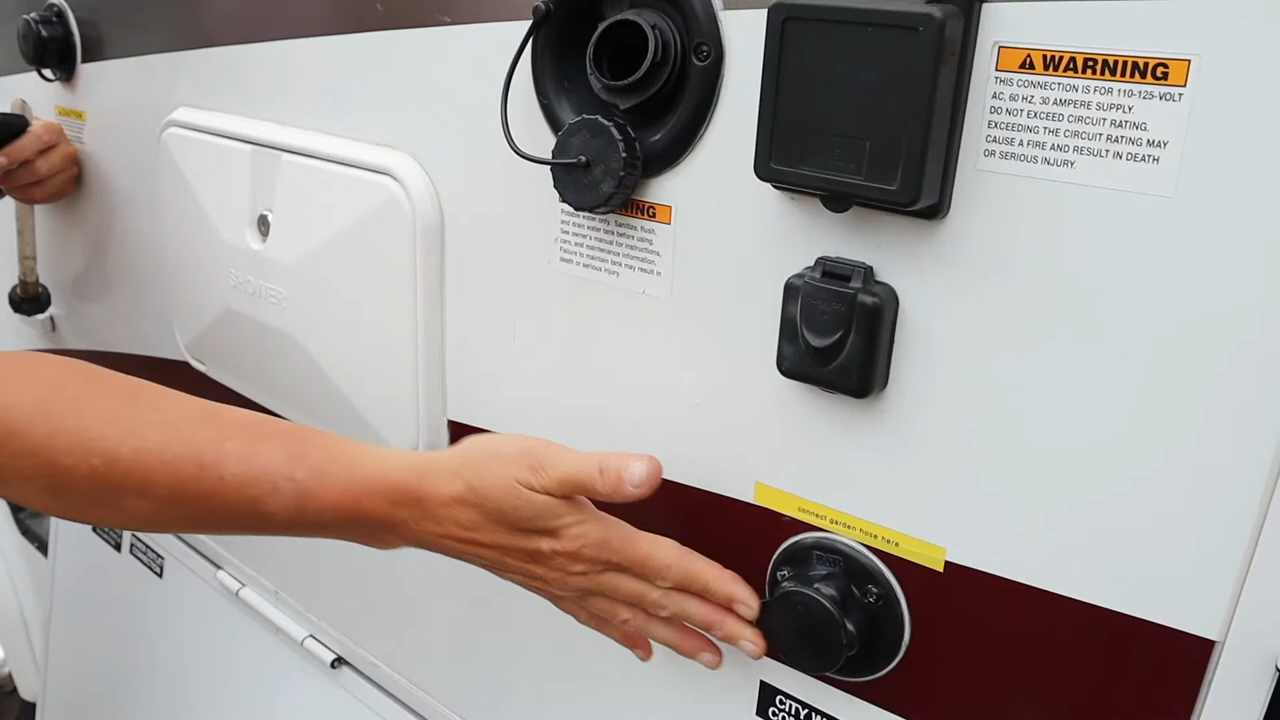 WARNING
THIS CONNECTION IS FOR 110-125-VOLT
AC, 60 HZ, 30 AMPERE SUPPLY.
DO NOT EXCEED CIRCUIT RATING.
EXCEEDING THE CIRCUIT RATING MAY
CAUSE A FIRE AND RESULT IN DEATH
OR SERIOUS INJURY.
NING
Potable water only. Sanitize, flush,
and drain water tank before using.
See owner's manual for instructions,
care, and maintenance information.
Failure to maintain tank may result in
death or serious injury.
SHOWER
connect garden hose here
CITY W
CON